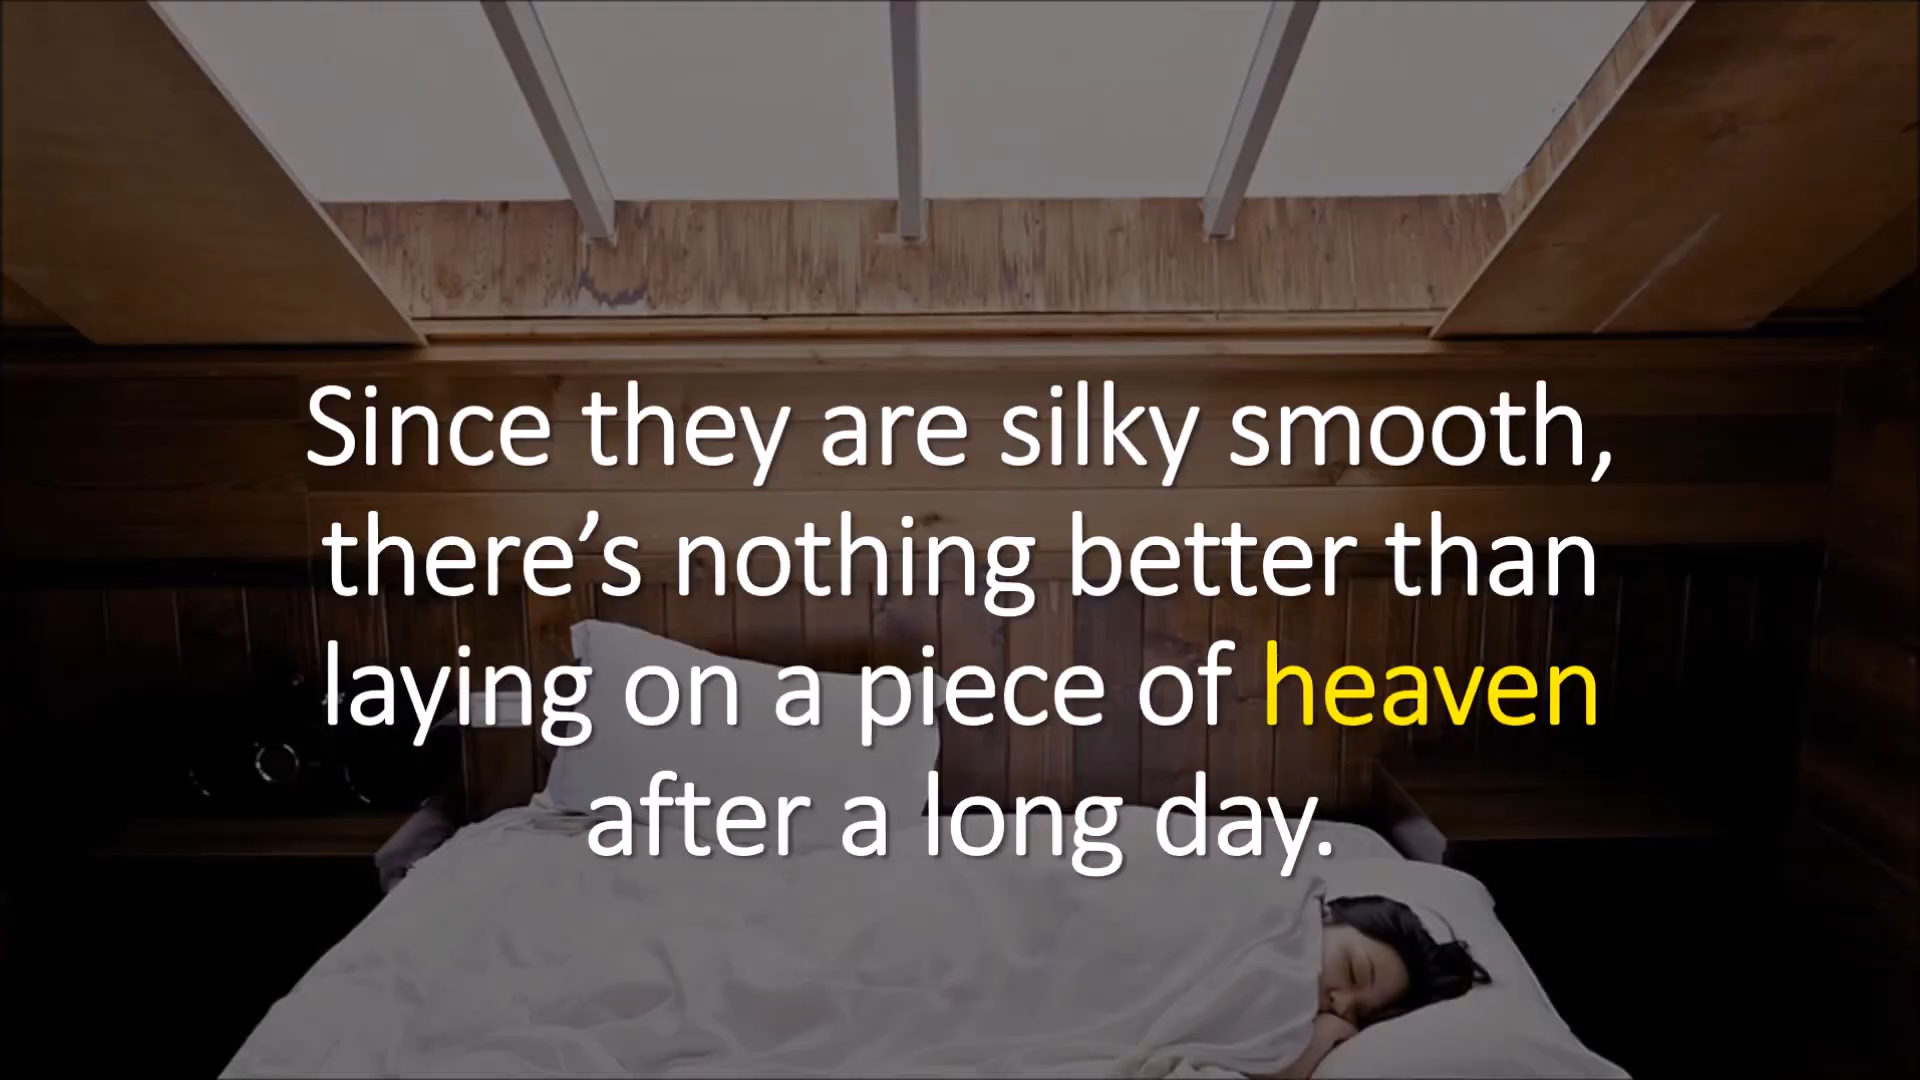 Since they are silky smooth,
there’s nothing better than
laying on a piece of heaven
after a long day.